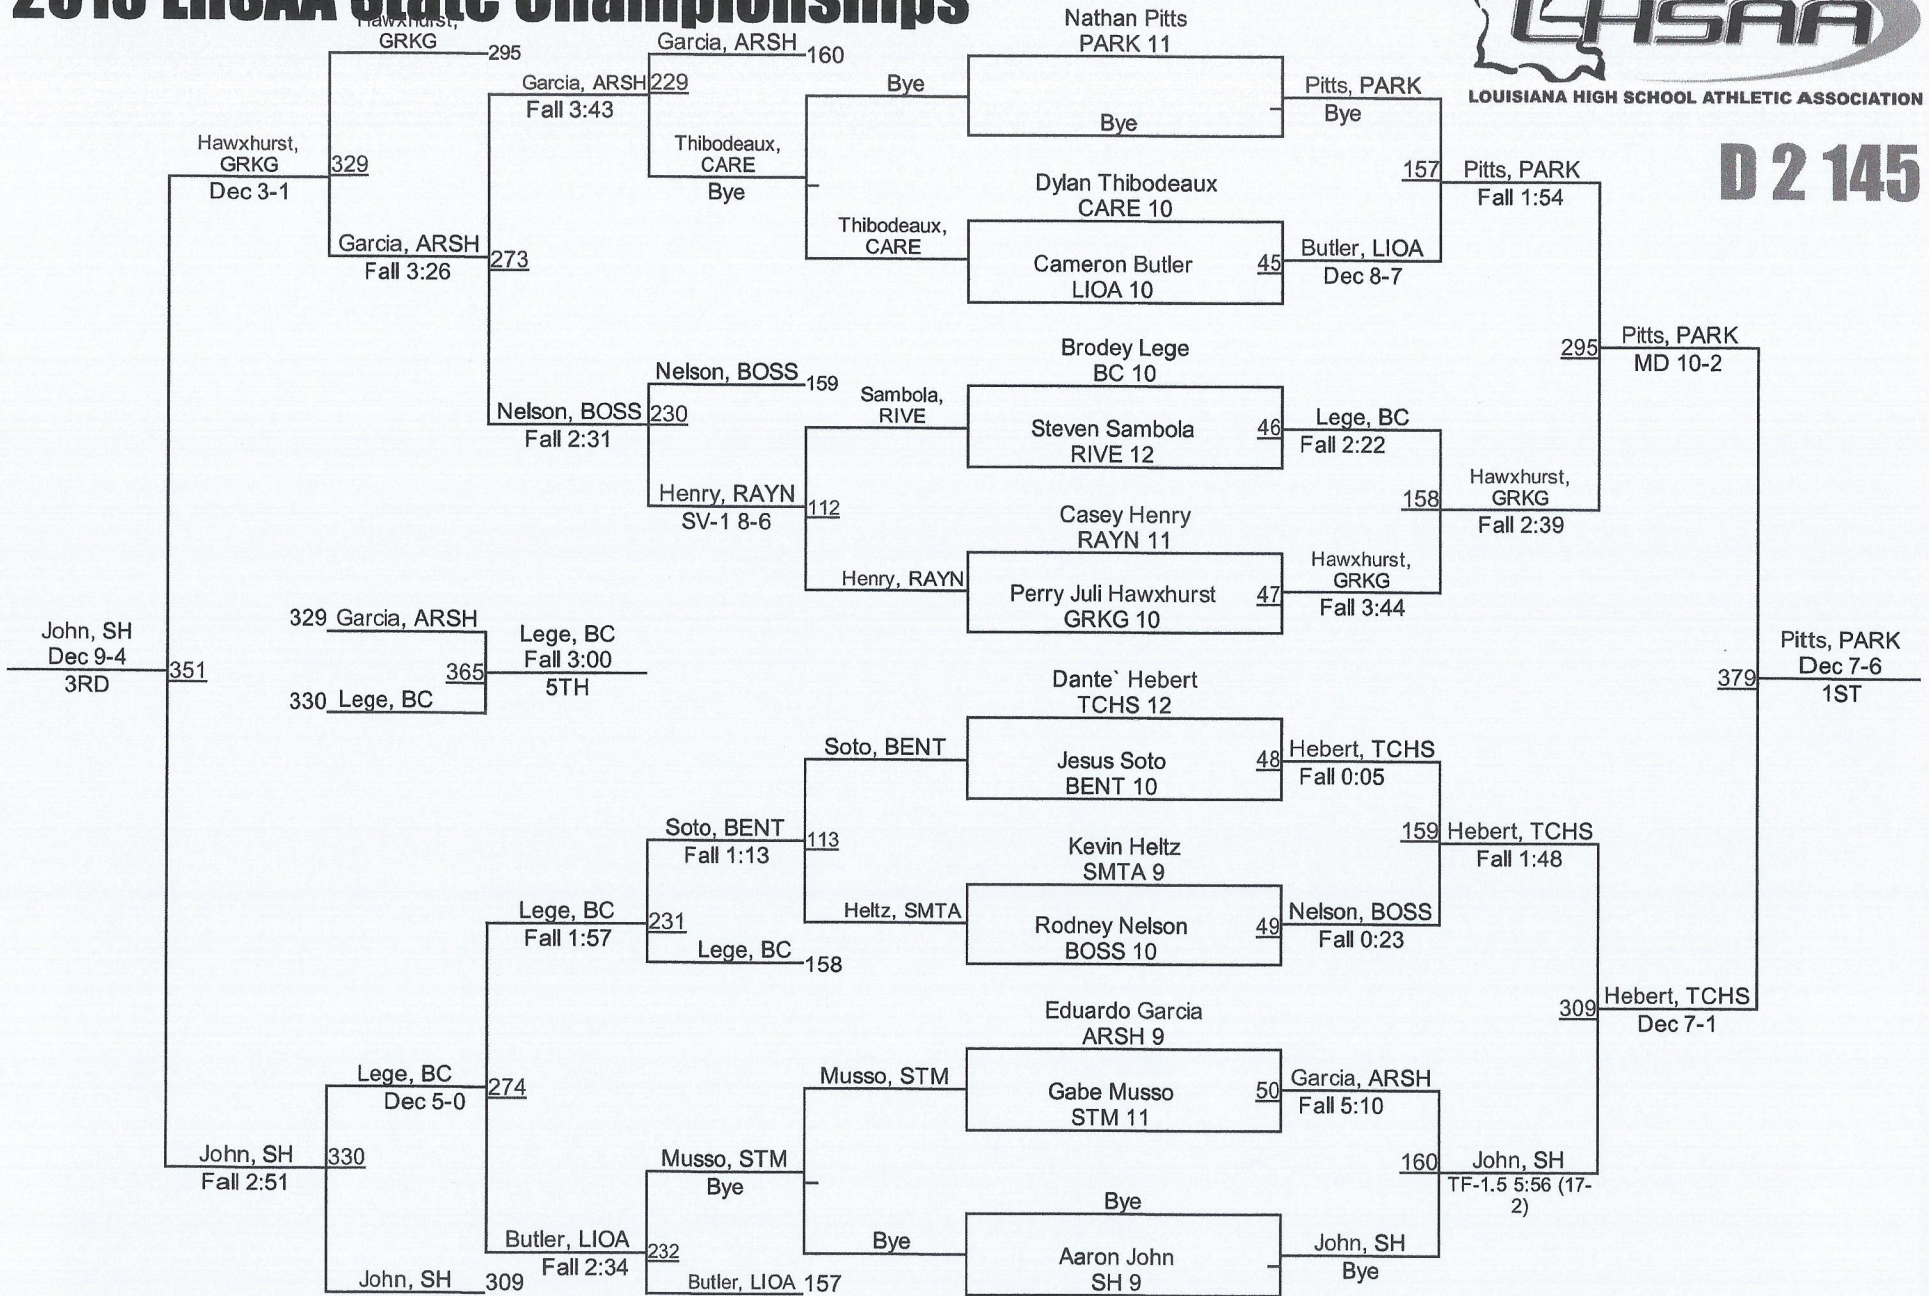 LHSAA State Championships
LHSAA
LOUISIANA HIGH SCHOOL ATHLETIC ASSOCIATION
D 2 145
Hawxhurst,
GRKG
295
Garcia, ARSH
160
Garcia, ARSH
229
Fall 3:43
Hawxhurst,
GRKG
329
Dec 3-1
Thibodeaux,
CARE
Bye
Garcia, ARSH
273
Fall 3:26
Nelson, BOSS
159
Nelson, BOSS
230
Fall 2:31
Henry, RAYN
112
SV-1 8-6
John, SH
Dec 9-4
351
3RD
329 Garcia, ARSH
365
330 Lege, BC
Lege, BC
Fall 3:00
5TH
Soto, BENT
113
Fall 1:13
Lege, BC
231
Fall 1:57
Lege, BC
158
Lege, BC
274
Dec 5-0
John, SH
330
Fall 2:51
Musso, STM
Bye
Butler, LIOA
232
Fall 2:34
John, SH
309
Butler, LIOA
157
Bye
Thibodeaux,
CARE
Sambola,
RIVE
Henry, RAYN
Soto, BENT
Heltz, SMTA
Musso, STM
Bye
Nathan Pitts
PARK 11
Bye
Dylan Thibodeaux
CARE 10
Cameron Butler
LIOA 10
45
Brodey Lege
BC 10
Steven Sambola
RIVE 12
46
Casey Henry
RAYN 11
Perry Juli Hawxhurst
GRKG 10
47
Dante` Hebert
TCHS 12
Jesus Soto
BENT 10
48
Kevin Heltz
SMTA 9
Rodney Nelson
BOSS 10
49
Eduardo Garcia
ARSH 9
Gabe Musso
STM 11
50
Bye
Aaron John
SH 9
Pitts, PARK
Bye
157
Butler, LIOA
Dec 8-7
Lege, BC
Fall 2:22
158
Hawxhurst,
GRKG
Fall 3:44
Hebert, TCHS
Fall 0:05
159
Nelson, BOSS
Fall 0:23
Garcia, ARSH
Fall 5:10
160
John, SH
Bye
Pitts, PARK
Fall 1:54
295
Hawxhurst,
GRKG
Fall 2:39
Hebert, TCHS
Fall 1:48
309
John, SH
TF-1.5 5:56 (17-
2)
Pitts, PARK
MD 10-2
379
Hebert, TCHS
Dec 7-1
Pitts, PARK
Dec 7-6
1ST